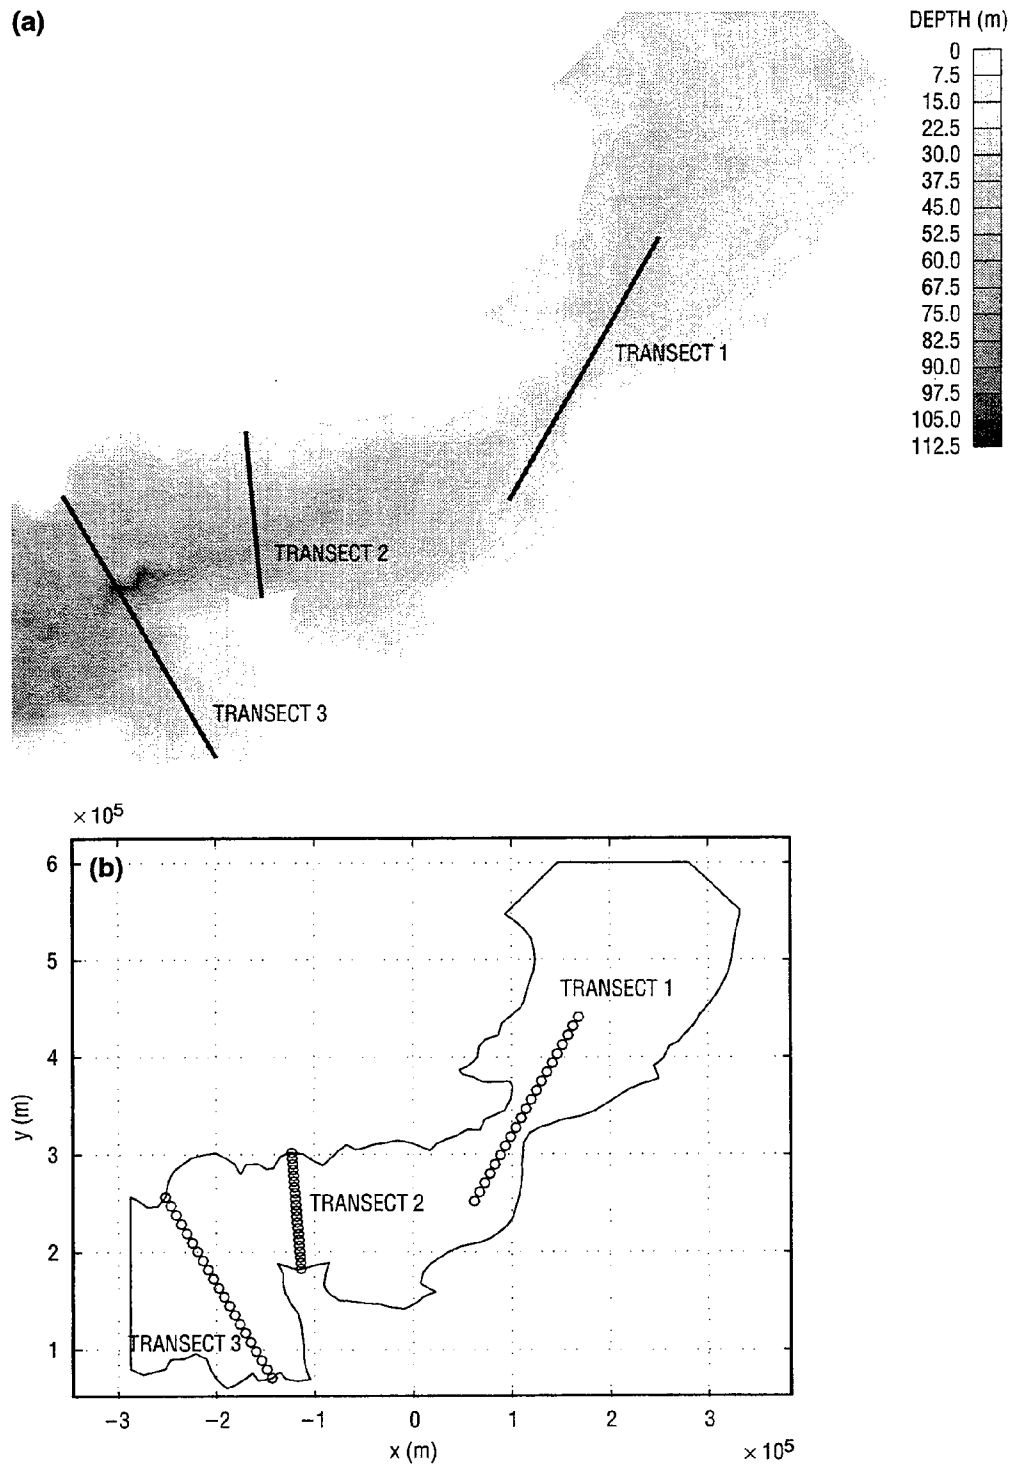 (a)
DEPTH (m)
0
7.5
15.0
22.5
30.0
37.5
45.0
52.5
60.0
67.5
75.0
82.5
90.0
97.5
105.0
112.5
TRANSECT 1
TRANSECT 2
TRANSECT 3
× 10⁵
(b)
6
5
4
3
2
1
y (m)
TRANSECT 1
TRANSECT 2
TRANSECT 3
−3 −2 −1 0 1 2 3
x (m)
× 10⁵